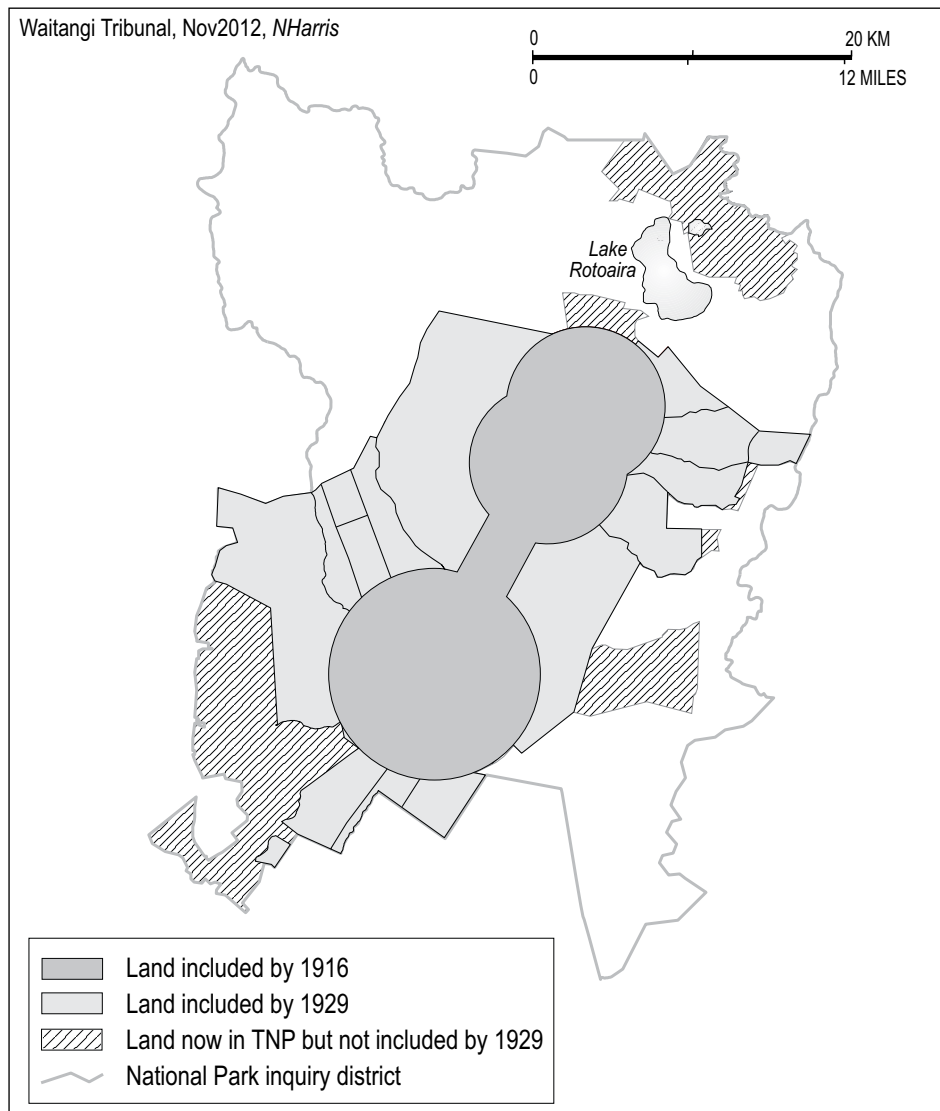 Waitangi Tribunal, Nov2012, NHarris
0 20 KM
0 12 MILES
Lake
Rotoaira
Land included by 1916
Land included by 1929
Land now in TNP but not included by 1929
National Park inquiry district